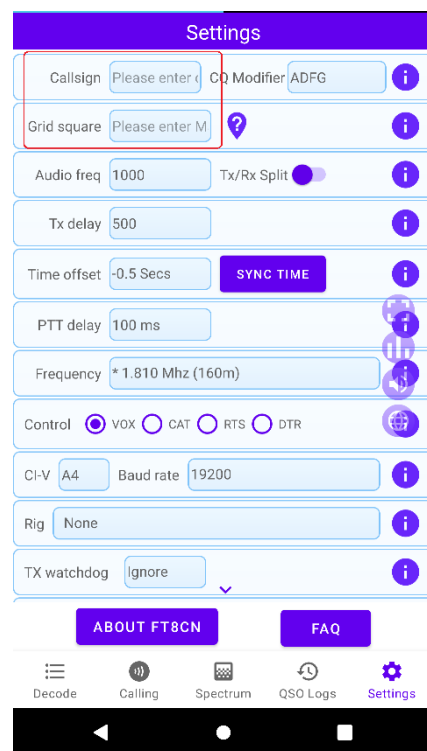 Settings
Callsign Please enter CQ Modifier ADFG
Grid square Please enter M
Audio freq 1000 Tx/Rx Split
Tx delay 500
Time offset -0.5 Secs SYNC TIME
PTT delay 100 ms
Frequency * 1.810 Mhz (160m)
Control VOX CAT RTS DTR
CI-V A4 Baud rate 19200
Rig None
TX watchdog Ignore
ABOUT FT8CN FAQ
Decode Calling Spectrum QSO Logs Settings